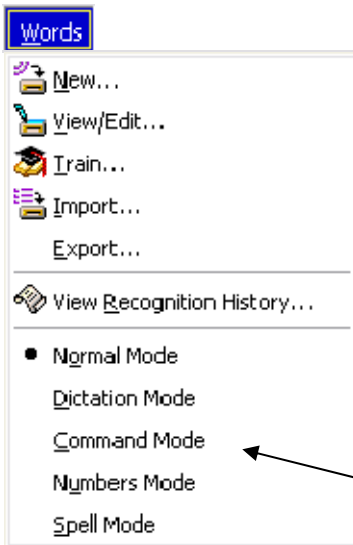 Words
New...
View/Edit...
Train...
Import...
Export...
View Recognition History...
Normal Mode
Dictation Mode
Command Mode
Numbers Mode
Spell Mode